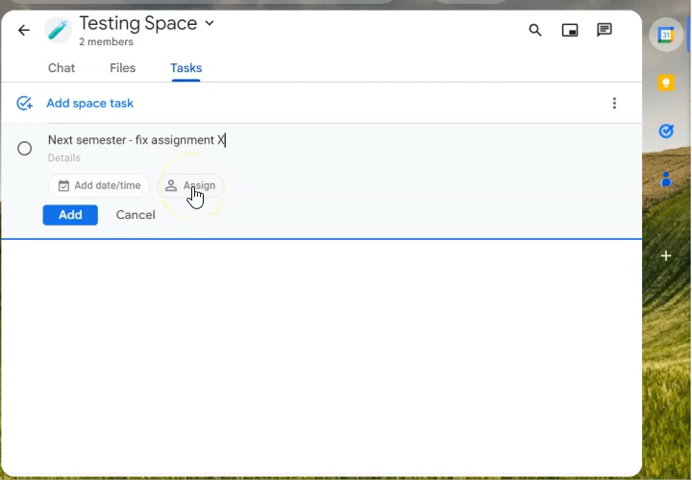 Testing Space
2 members
Chat Files Tasks
Add space task
Next semester - fix assignment X
Details
Add date/time Assign
Add Cancel
31